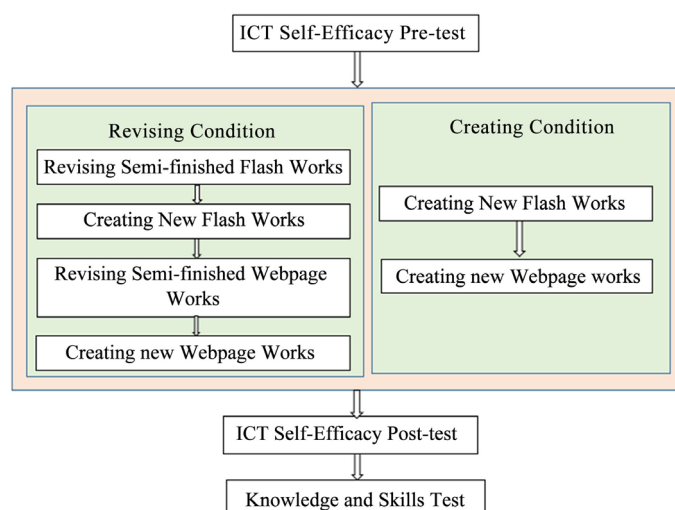 ICT Self-Efficacy Pre-test
Revising Condition
Revising Semi-finished Flash Works
Creating New Flash Works
Revising Semi-finished Webpage
Works
Creating new Webpage Works
Creating Condition
Creating New Flash Works
Creating new Webpage works
ICT Self-Efficacy Post-test
Knowledge and Skills Test